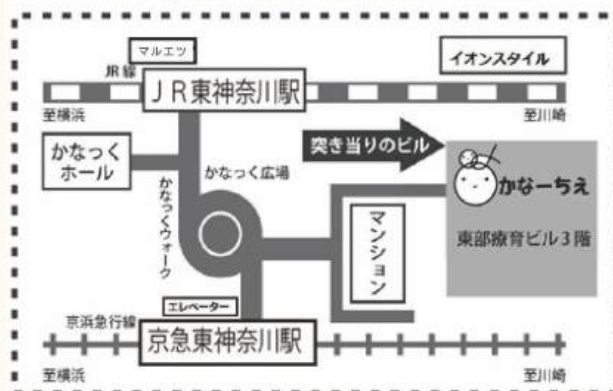 マルエツ
イオンスタイル
JR線
JR東神奈川駅
至横浜
至川崎
突き当りのビル
かなっく
ホール
かなっく広場
かなっくウォーク
かなーちえ
東部療育ビル3階
マンション
エレベーター
京浜急行線
京急東神奈川駅
至横浜
至川崎